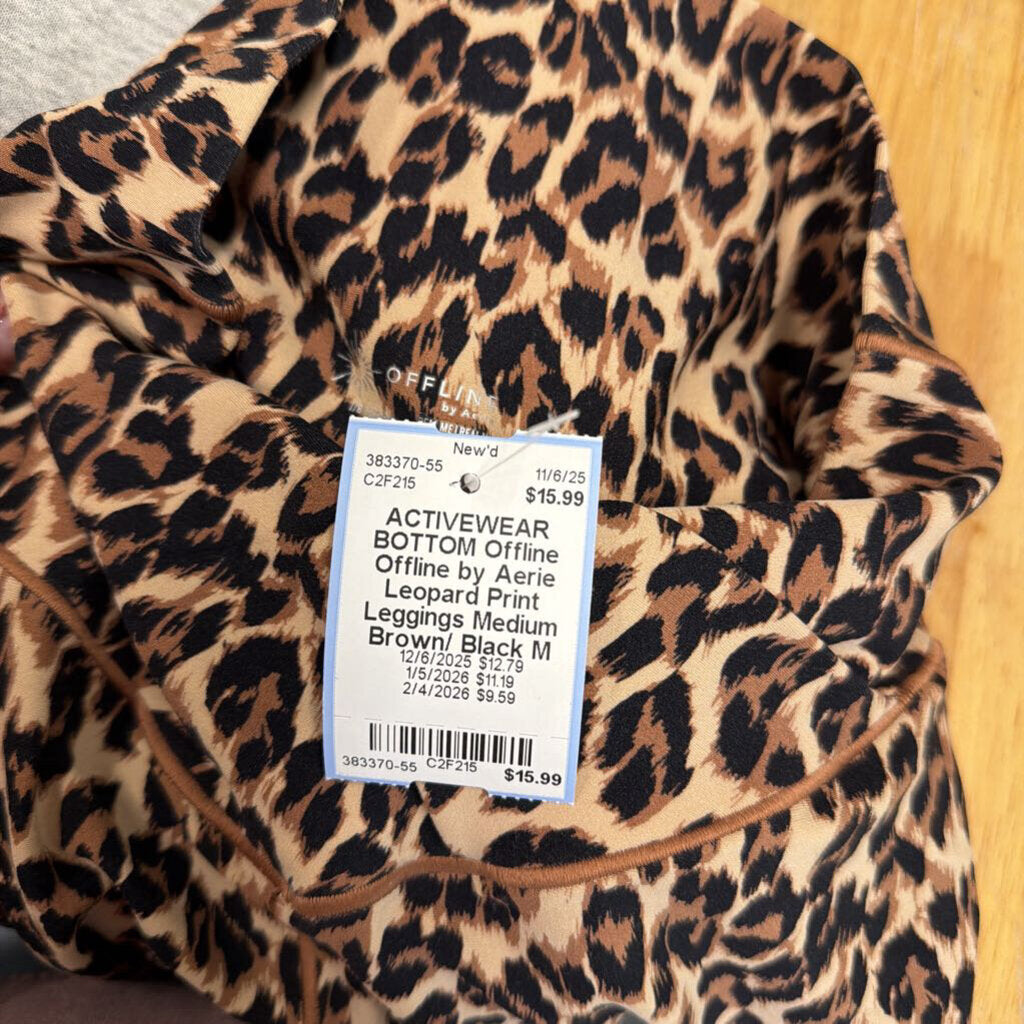 OFFLINE
by Ae
New'd
383370-55
11/6/25
C2F215
$15.99
ACTIVEWEAR
BOTTOM Offline
Offline by Aerie
Leopard Print
Leggings Medium
Brown/ Black M
12/6/2025 $12.79
1/5/2026 $11.19
2/4/2026 $9.59
383370-55 C2F215 $15.99